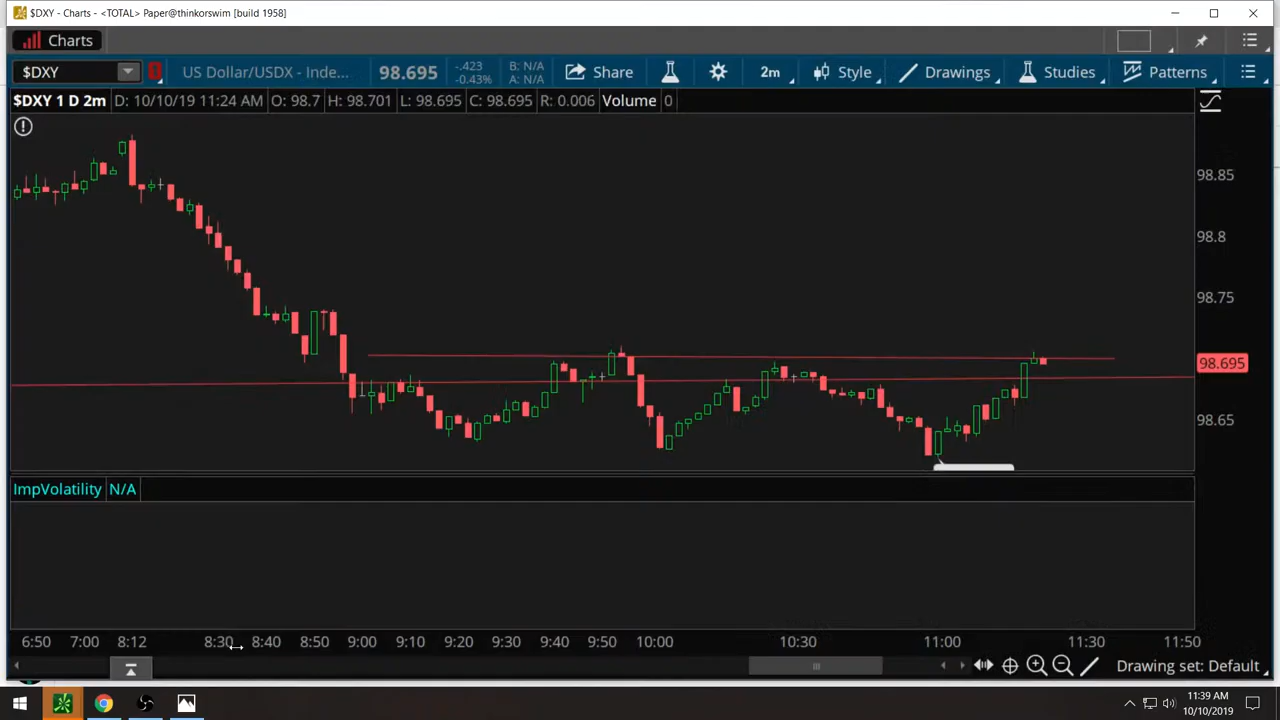 $DXY - Charts - <TOTAL> Paper@thinkorswim [build 1958]
Charts
$DXY US Dollar/USDX - Inde... 98.695 -.423 -0.43% B: N/A A: N/A Share 2m Style Drawings Studies Patterns
$DXY 1 D 2m D: 10/10/19 11:24 AM O: 98.7 H: 98.701 L: 98.695 C: 98.695 R: 0.006 Volume 0
98.85
98.8
98.75
98.695
98.65
ImpVolatility N/A
6:50 7:00 8:12 8:30 8:40 8:50 9:00 9:10 9:20 9:30 9:40 9:50 10:00 10:30 11:00 11:30 11:50
Drawing set: Default
11:39 AM
10/10/2019